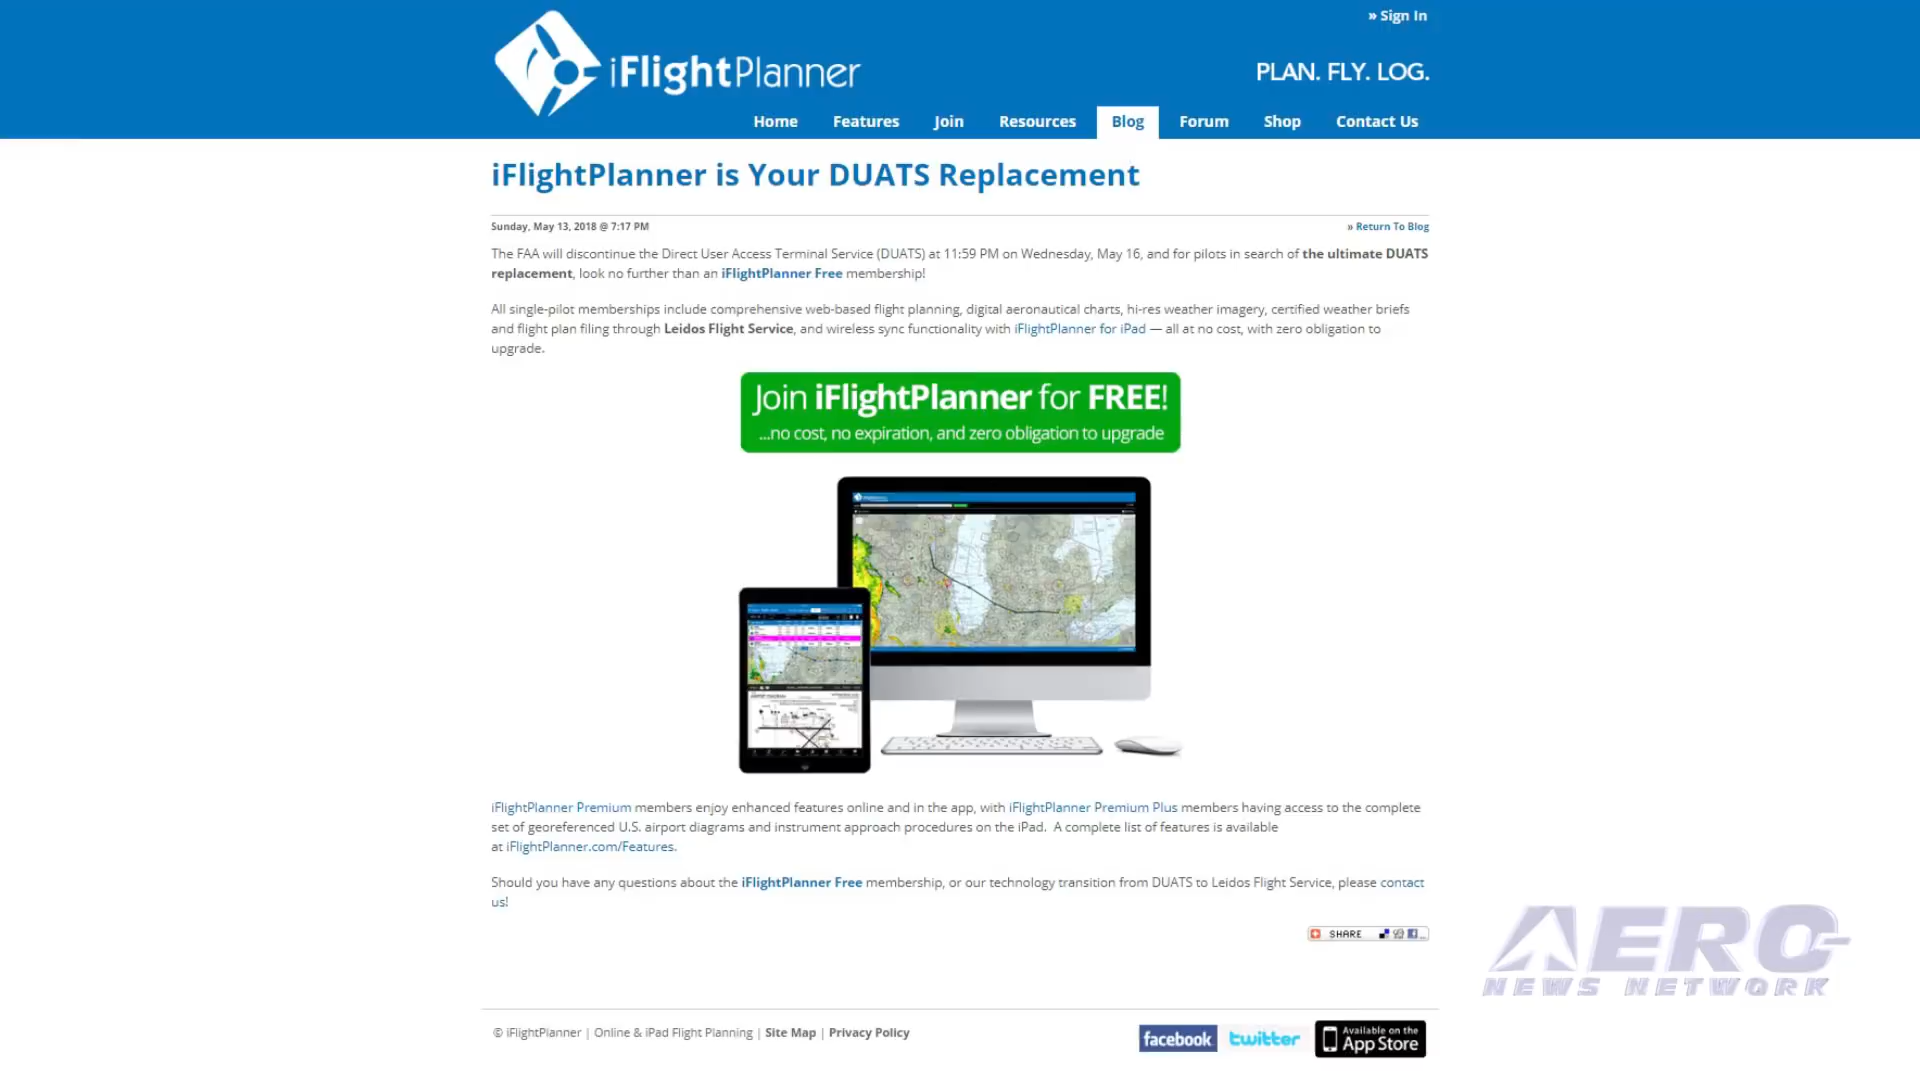 » Sign In
iFlightPlanner
PLAN. FLY. LOG.
Home Features Join Resources Blog Forum Shop Contact Us
iFlightPlanner is Your DUATS Replacement
Sunday, May 13, 2018 @ 7:17 PM
» Return To Blog
The FAA will discontinue the Direct User Access Terminal Service (DUATS) at 11:59 PM on Wednesday, May 16, and for pilots in search of the ultimate DUATS
replacement, look no further than an iFlightPlanner Free membership!
All single-pilot memberships include comprehensive web-based flight planning, digital aeronautical charts, hi-res weather imagery, certified weather briefs
and flight plan filing through Leidos Flight Service, and wireless sync functionality with iFlightPlanner for iPad — all at no cost, with zero obligation to
upgrade.
Join iFlightPlanner for FREE!
...no cost, no expiration, and zero obligation to upgrade
iFlightPlanner Premium members enjoy enhanced features online and in the app, with iFlightPlanner Premium Plus members having access to the complete
set of georeferenced U.S. airport diagrams and instrument approach procedures on the iPad. A complete list of features is available
at iFlightPlanner.com/Features.
Should you have any questions about the iFlightPlanner Free membership, or our technology transition from DUATS to Leidos Flight Service, please contact
us!
SHARE
AERO-
NEWS NETWORK
© iFlightPlanner | Online & iPad Flight Planning | Site Map | Privacy Policy
facebook
twitter
Available on the
App Store